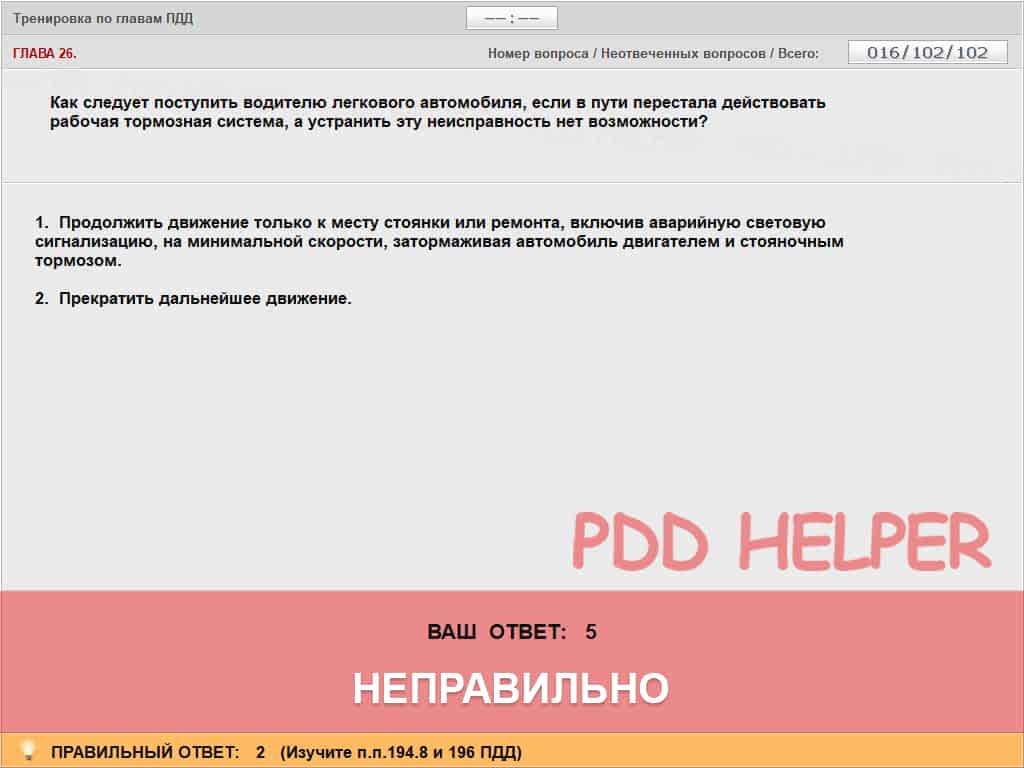 Тренировка по главам ПДД
–– : ––
ГЛАВА 26.
Номер вопроса / Неотвеченных вопросов / Всего:
016/102/102
Как следует поступить водителю легкового автомобиля, если в пути перестала действовать
рабочая тормозная система, а устранить эту неисправность нет возможности?
1. Продолжить движение только к месту стоянки или ремонта, включив аварийную световую
сигнализацию, на минимальной скорости, затормаживая автомобиль двигателем и стояночным
тормозом.
2. Прекратить дальнейшее движение.
PDD HELPER
ВАШ ОТВЕТ: 5
НЕПРАВИЛЬНО
ПРАВИЛЬНЫЙ ОТВЕТ: 2 (Изучите п.п.194.8 и 196 ПДД)